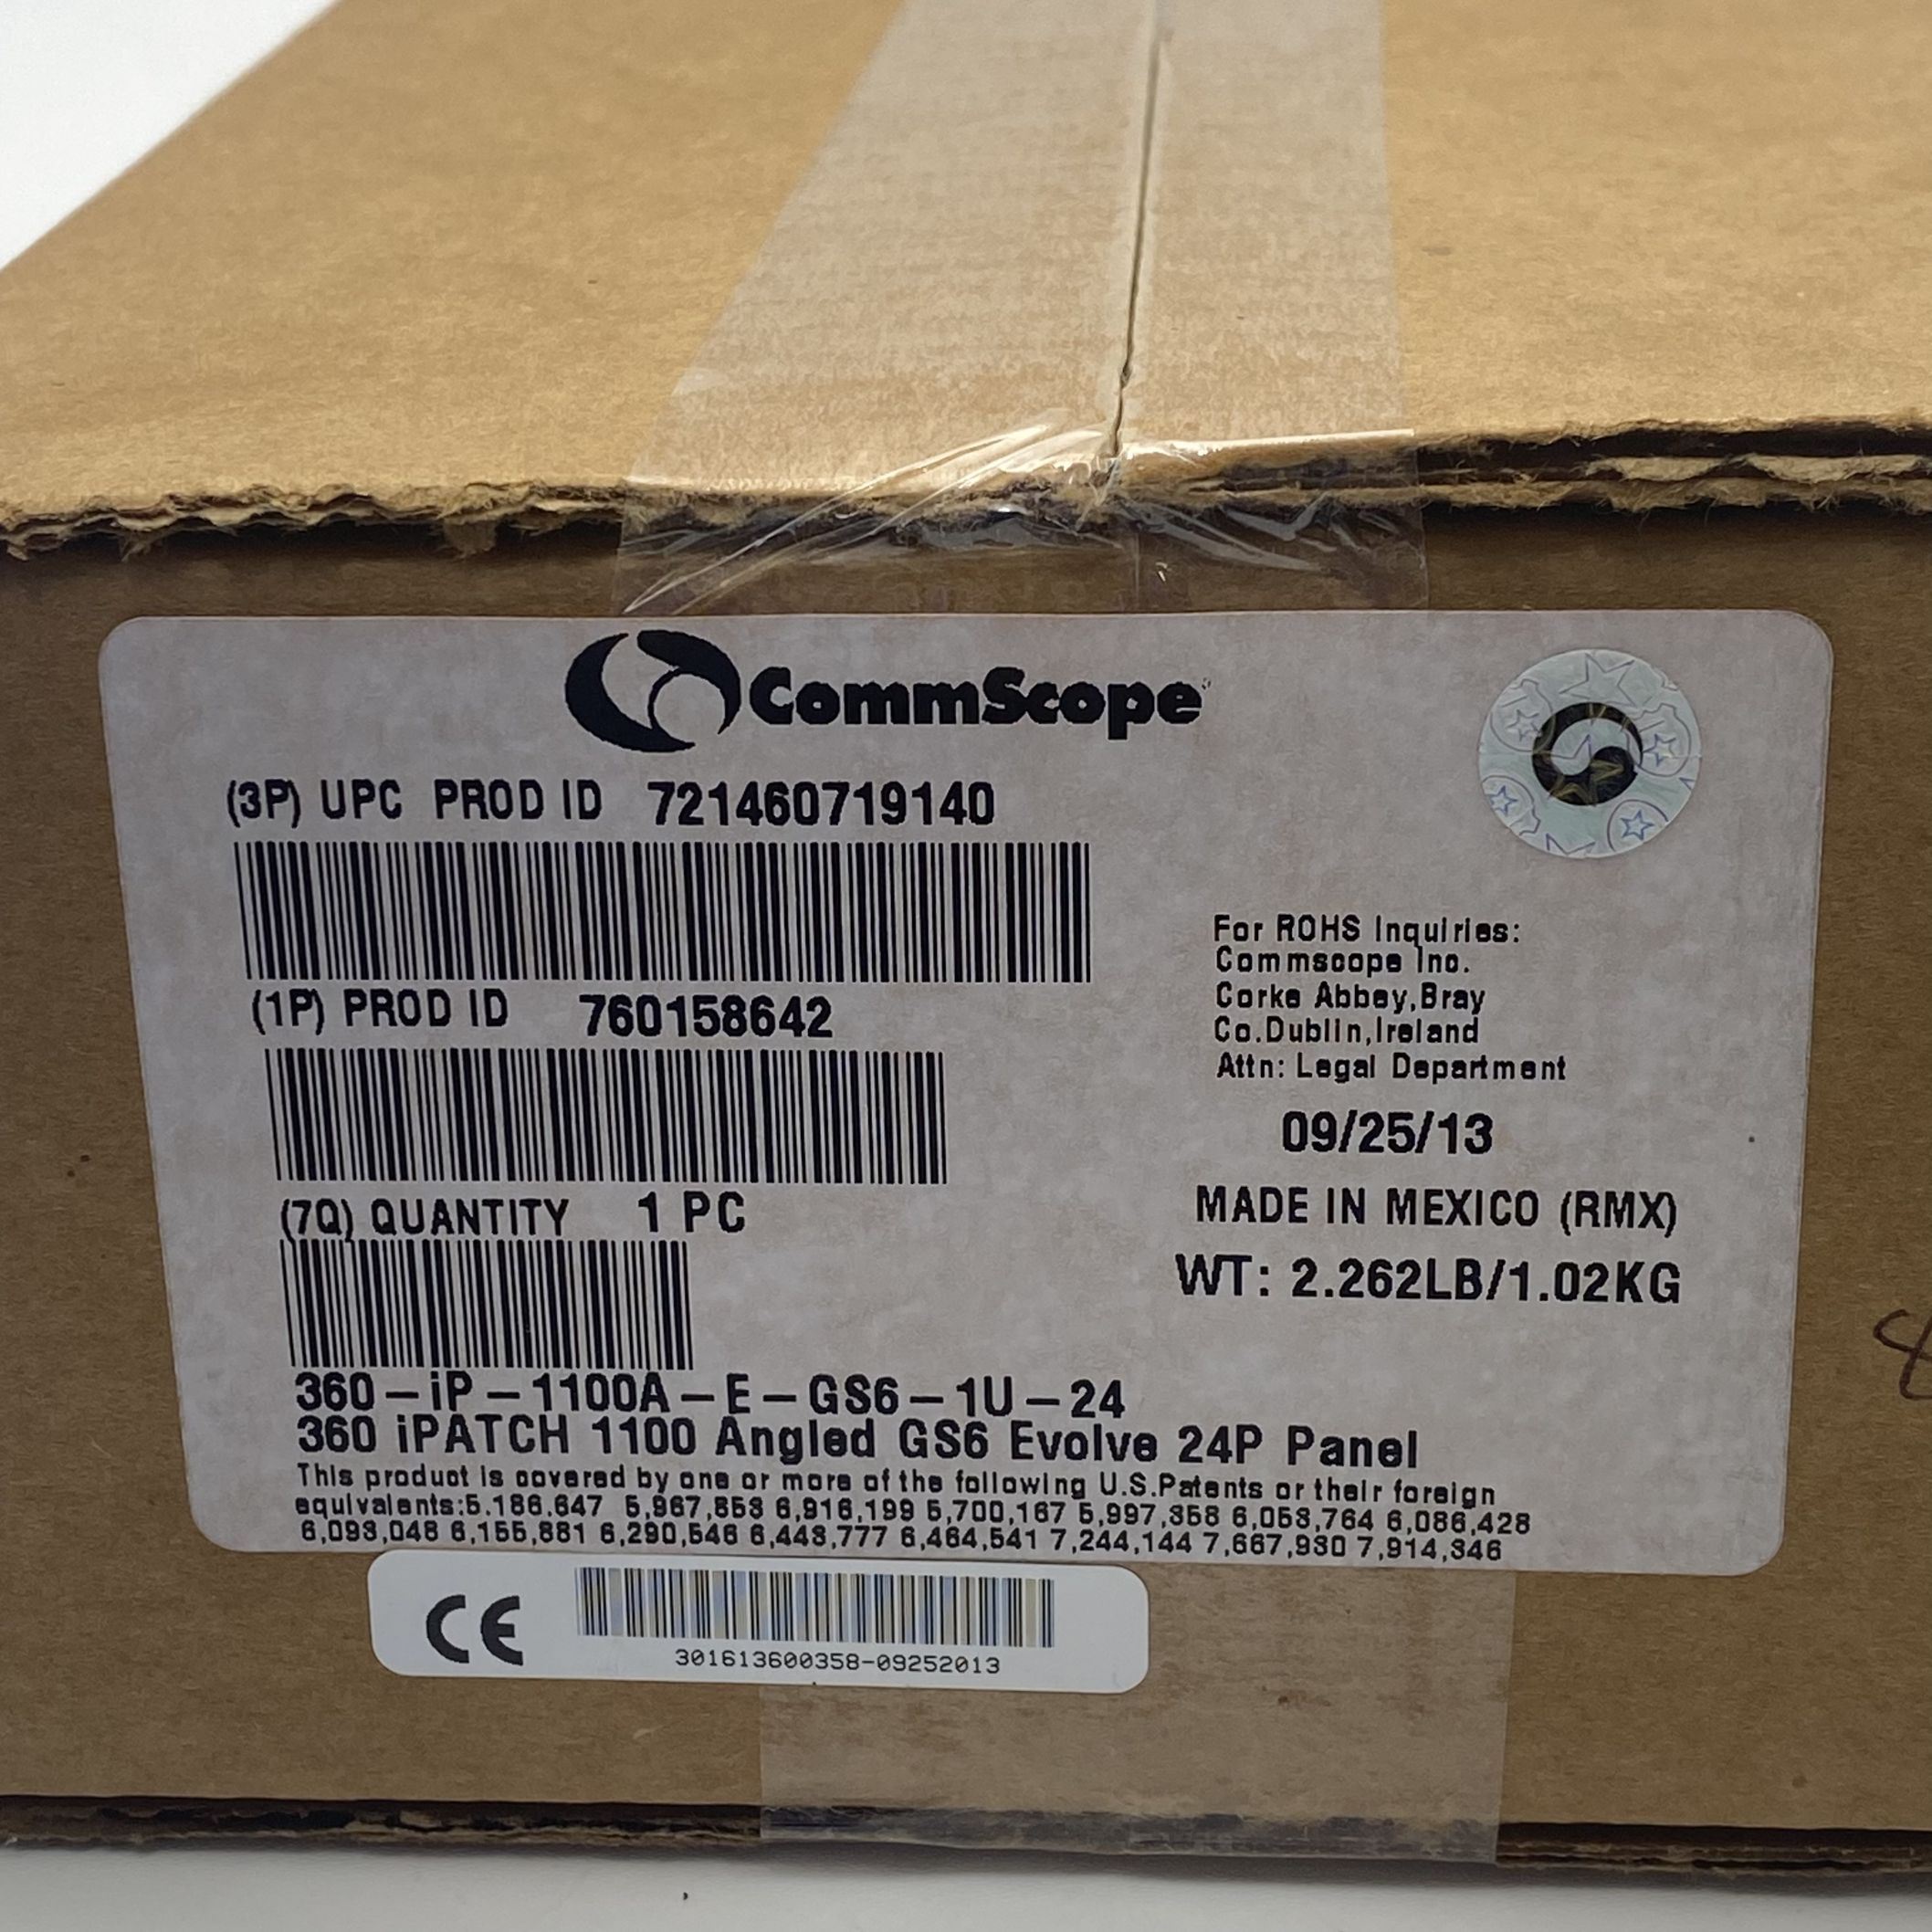 CommScope
(3P) UPC PROD ID 721460719140
(1P) PROD ID 760158642
(7Q) QUANTITY 1 PC
For ROHS Inquiries:
Commscope Inc.
Corke Abbey,Bray
Co.Dublin,Ireland
Attn: Legal Department
09/25/13
MADE IN MEXICO (RMX)
WT: 2.262LB/1.02KG
360-iP-1100A-E-GS6-1U-24
360 iPATCH 1100 Angled GS6 Evolve 24P Panel
This product is covered by one or more of the following U.S.Patents or their foreign
equivalents:5.186.647 5,967,853 6,916,199 5,700,167 5,997,358 6,053,764 6,086,428
6,093,048 6,155,881 6,290,546 6,443,777 6,464,541 7,244,144 7,667,930 7,914,346
CE
301613600358-09252013